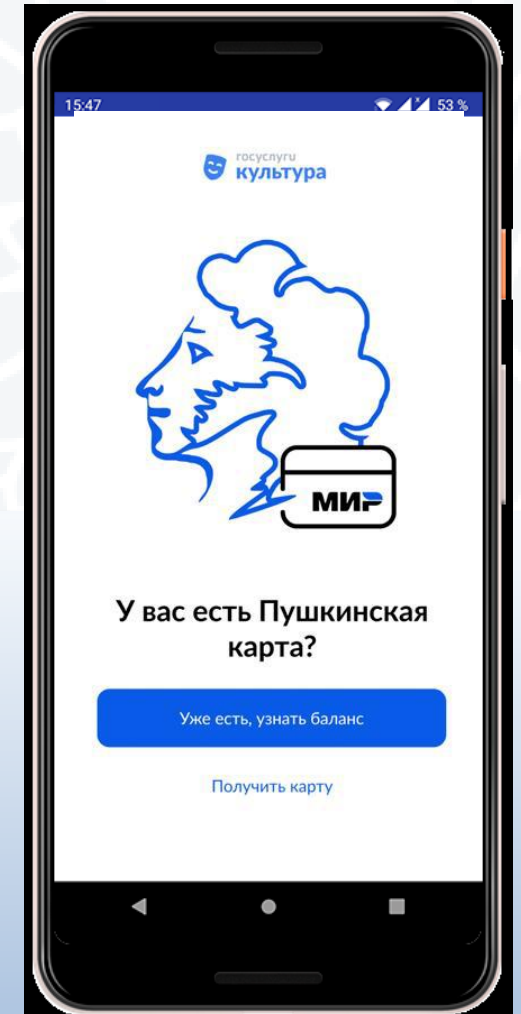 15:47 53 %
госуслуги
культура
МИР
У вас есть Пушкинская
карта?
Уже есть, узнать баланс
Получить карту